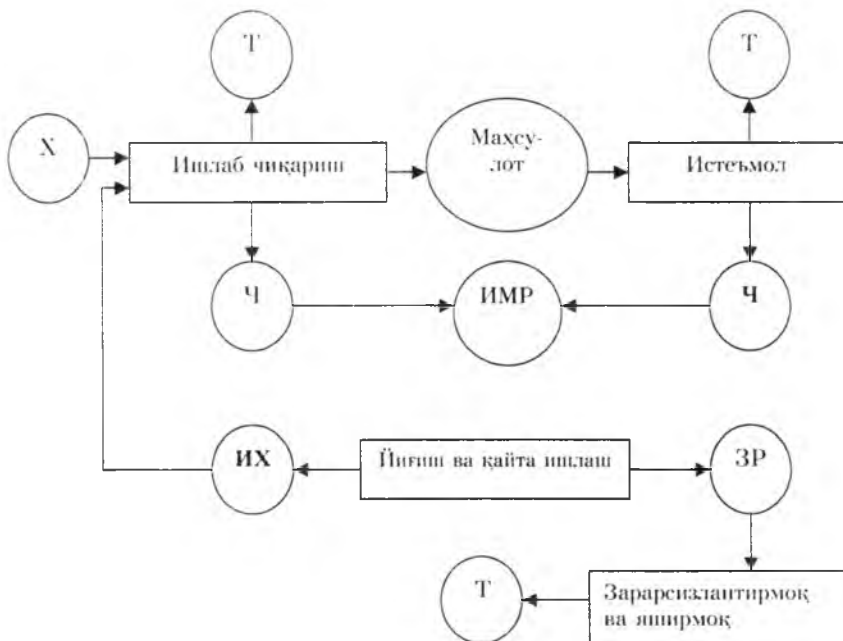 Т
Т
Х
Ишлаб чиқариш
Маҳсу-
лот
Истеъмол
Ч
ИМР
Ч
ИХ
Йиғиш ва қайта ишлаш
ЗР
Т
Зарарсизлантирмоқ
ва яширмоқ